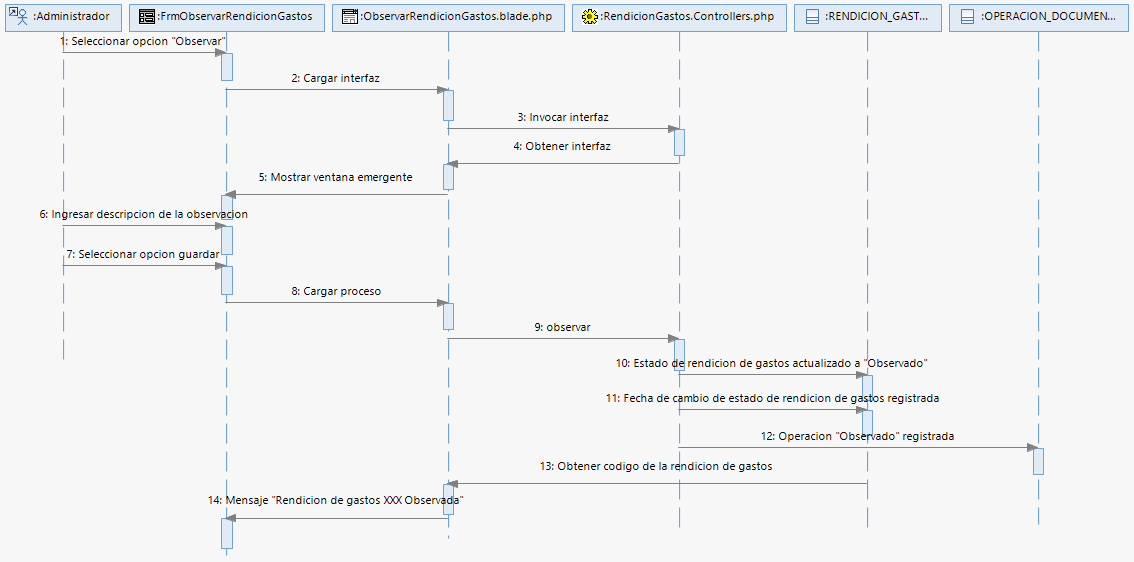 :Administrador
:FrmObservarRendicionGastos
:ObservarRendicionGastos.blade.php
:RendicionGastos.Controllers.php
:RENDICION_GAST...
:OPERACION_DOCUMEN...
1: Seleccionar opcion "Observar"
2: Cargar interfaz
3: Invocar interfaz
4: Obtener interfaz
5: Mostrar ventana emergente
6: Ingresar descripcion de la observacion
7: Seleccionar opcion guardar
8: Cargar proceso
9: observar
10: Estado de rendicion de gastos actualizado a "Observado"
11: Fecha de cambio de estado de rendicion de gastos registrada
12: Operacion "Observado" registrada
13: Obtener codigo de la rendicion de gastos
14: Mensaje "Rendicion de gastos XXX Observada"